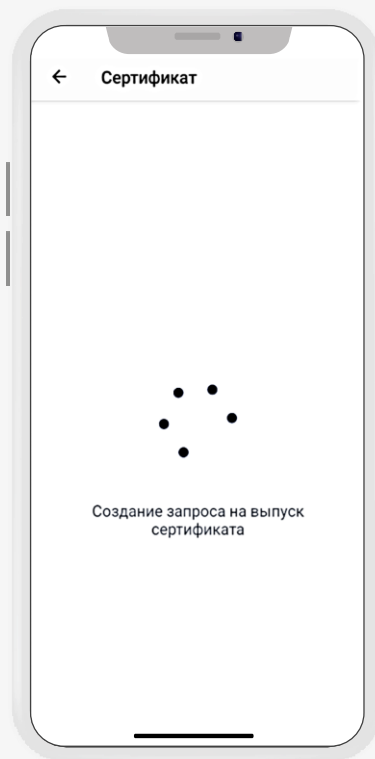 Сертификат
Создание запроса на выпуск
сертификата